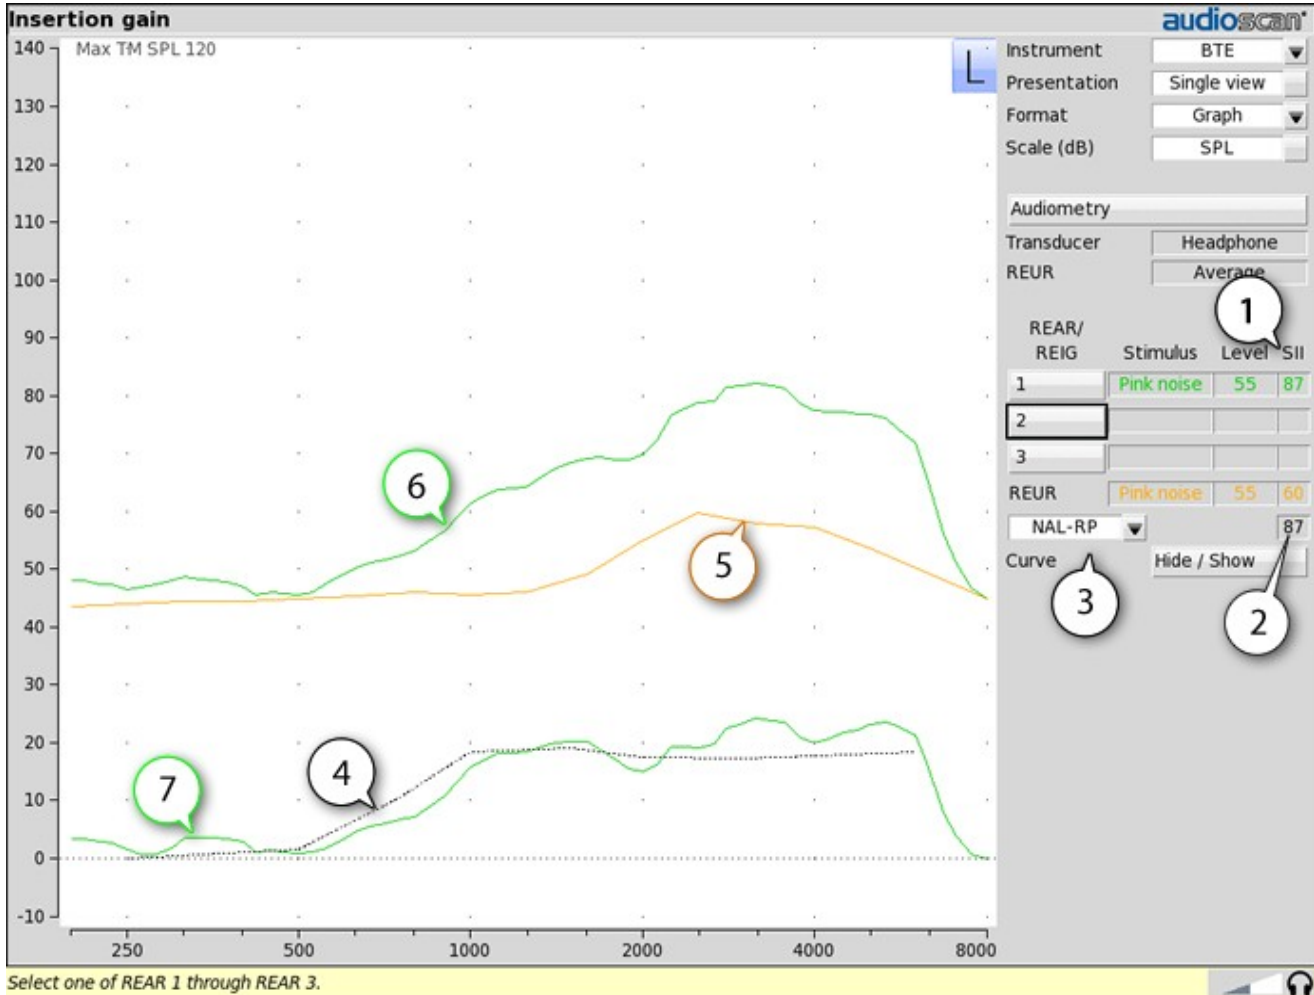 Insertion gain
audioscan
Max TM SPL 120
L
140
130
120
110
100
90
80
70
60
50
40
30
20
10
0
-10
250 500 1000 2000 4000 8000
6
5
4
7
Instrument BTE
Presentation Single view
Format Graph
Scale (dB) SPL
Audiometry
Transducer Headphone
REUR Average
1
REAR/
REIG Stimulus Level SII
1 Pink noise 55 87
2
3
REUR Pink noise 55 60
NAL-RP 87
Curve Hide / Show
3
2
Select one of REAR 1 through REAR 3.